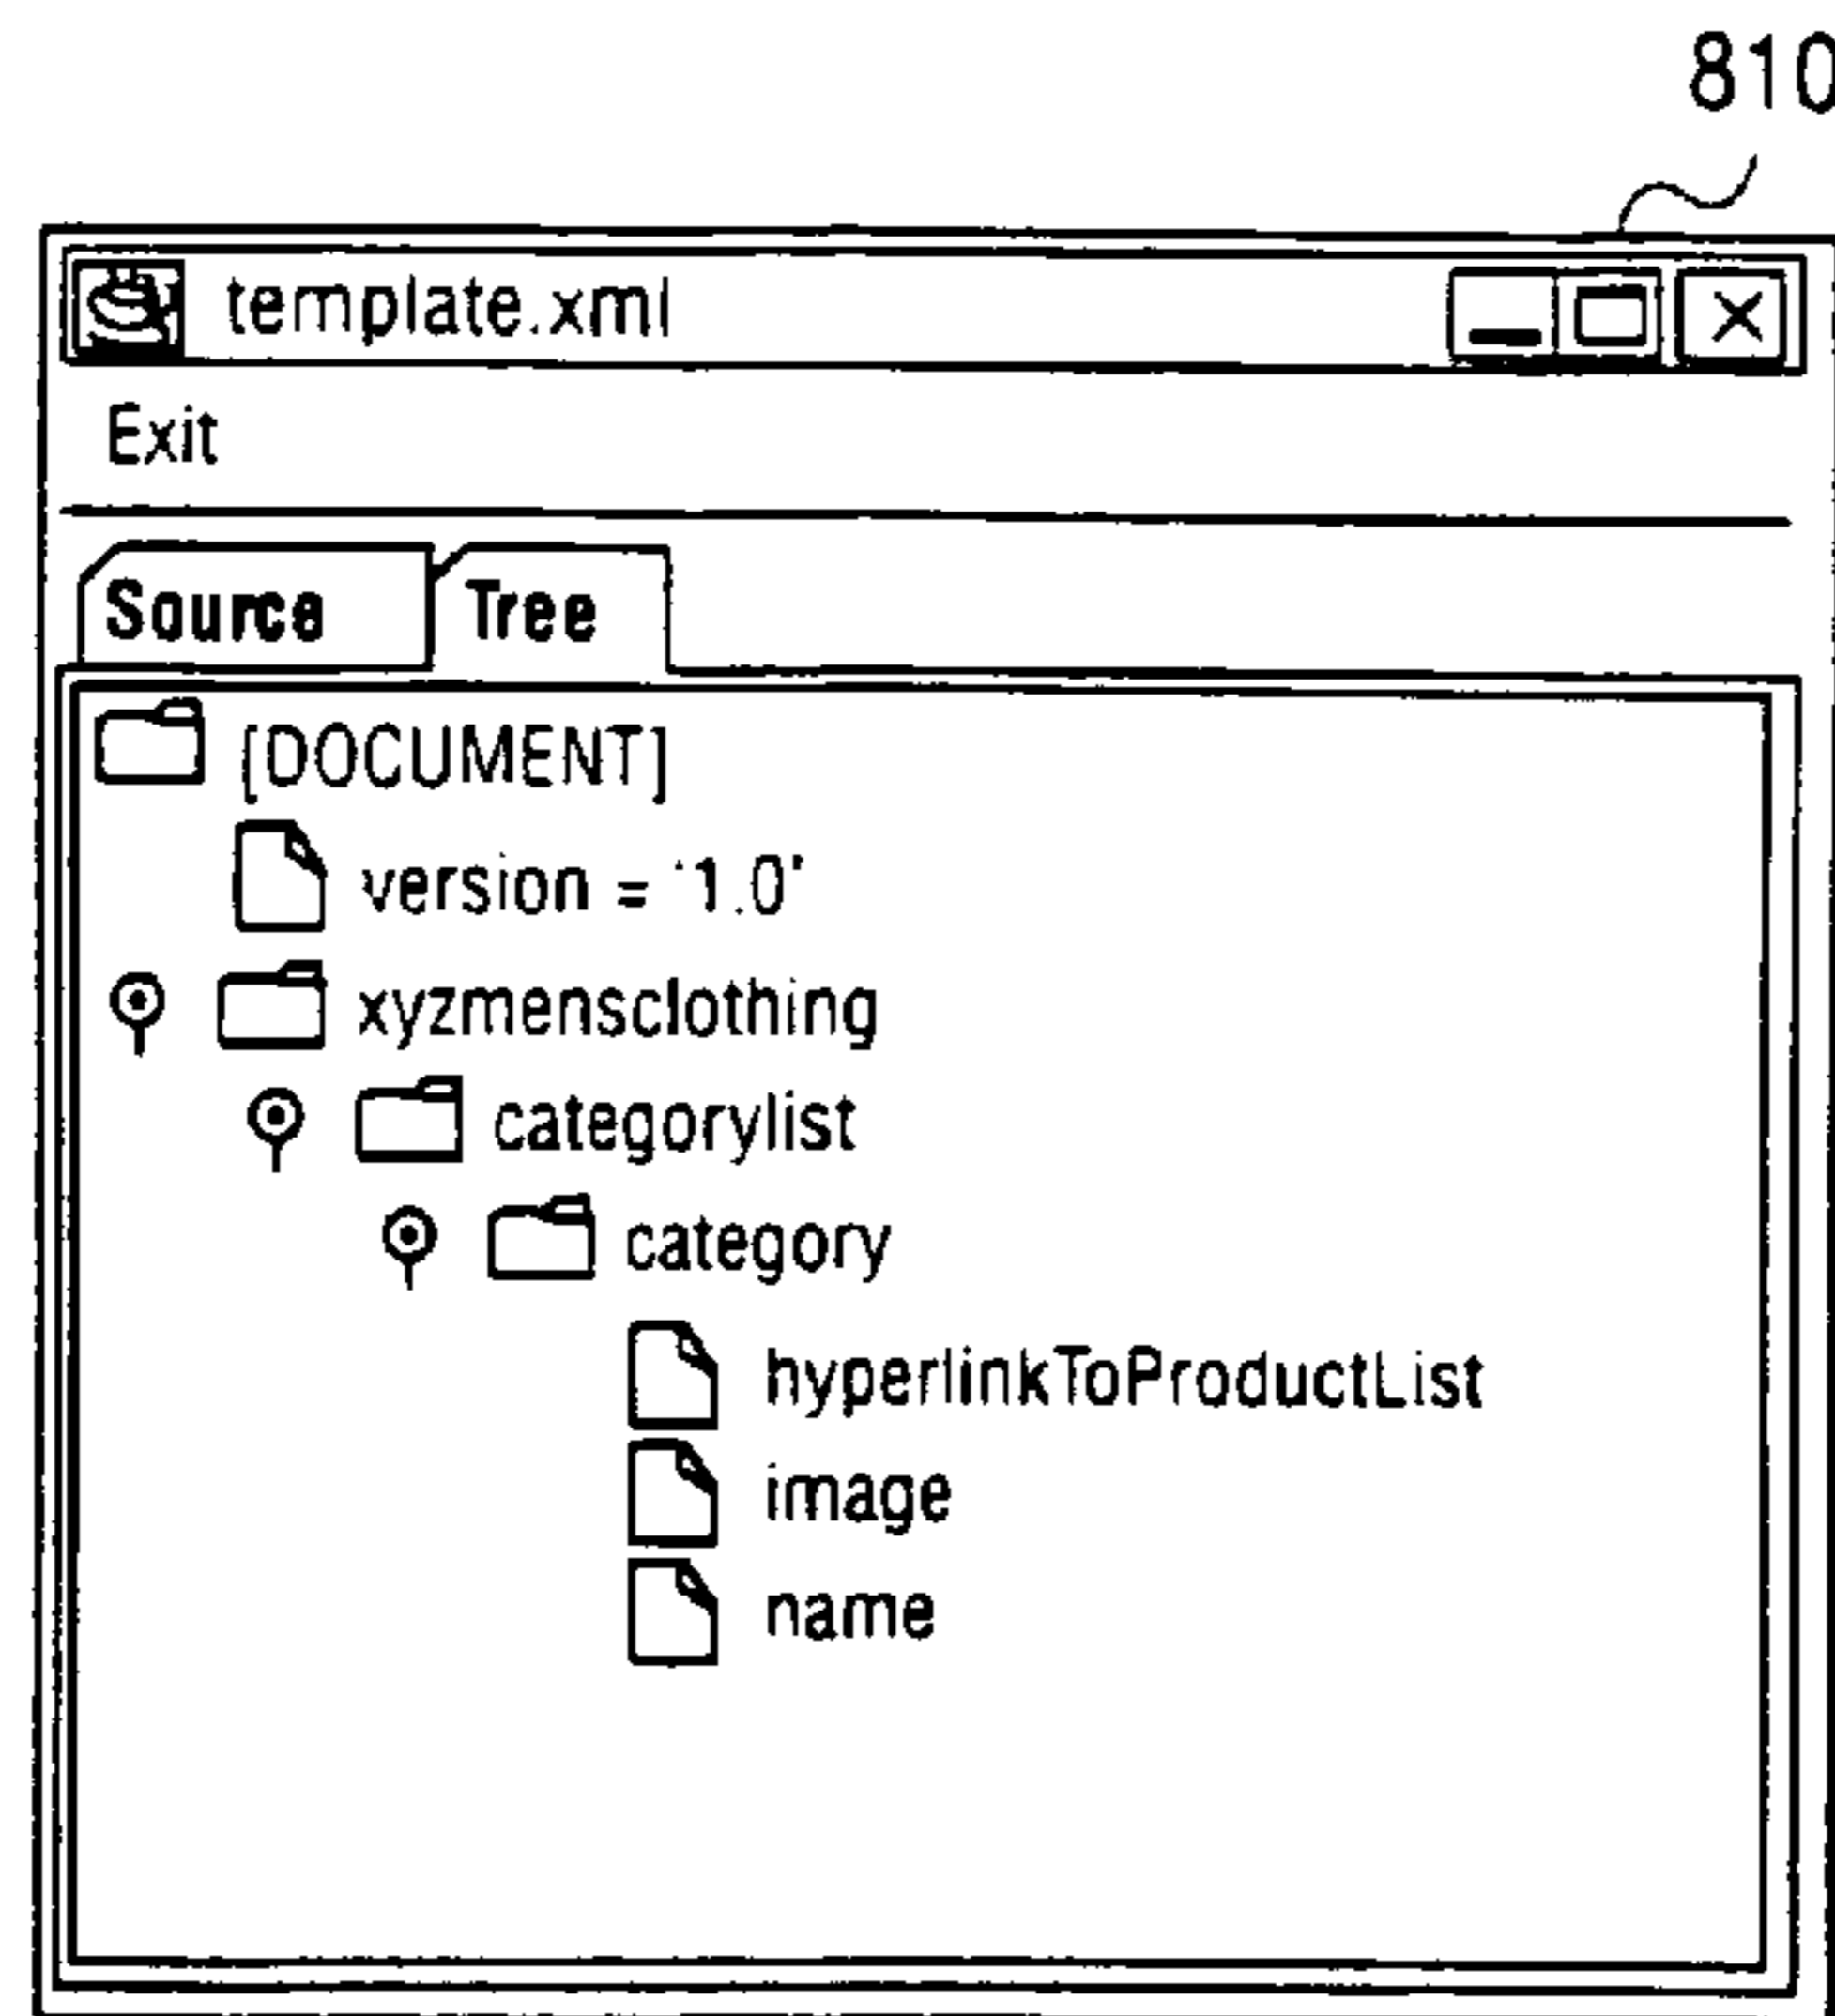 810
template.xml
Exit
Source Tree
[DOCUMENT]
version = '1.0'
xyzmensclothing
categorylist
category
hyperlinkToProductList
image
name